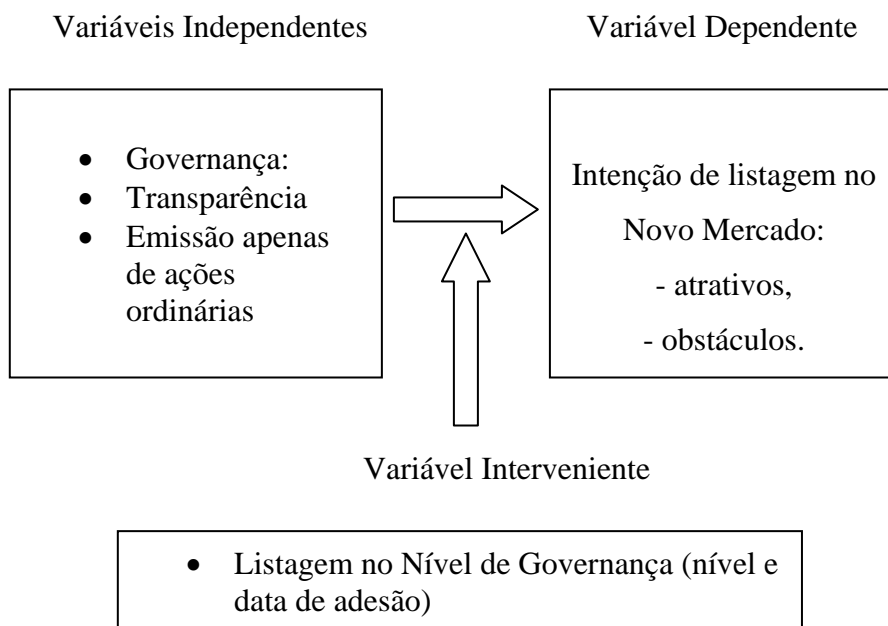 Variáveis Independentes
Variável Dependente
• Governança:
• Transparência
• Emissão apenas
de ações
ordinárias
Intenção de listagem no
Novo Mercado:
- atrativos,
- obstáculos.
Variável Interveniente
• Listagem no Nível de Governança (nível e
data de adesão)